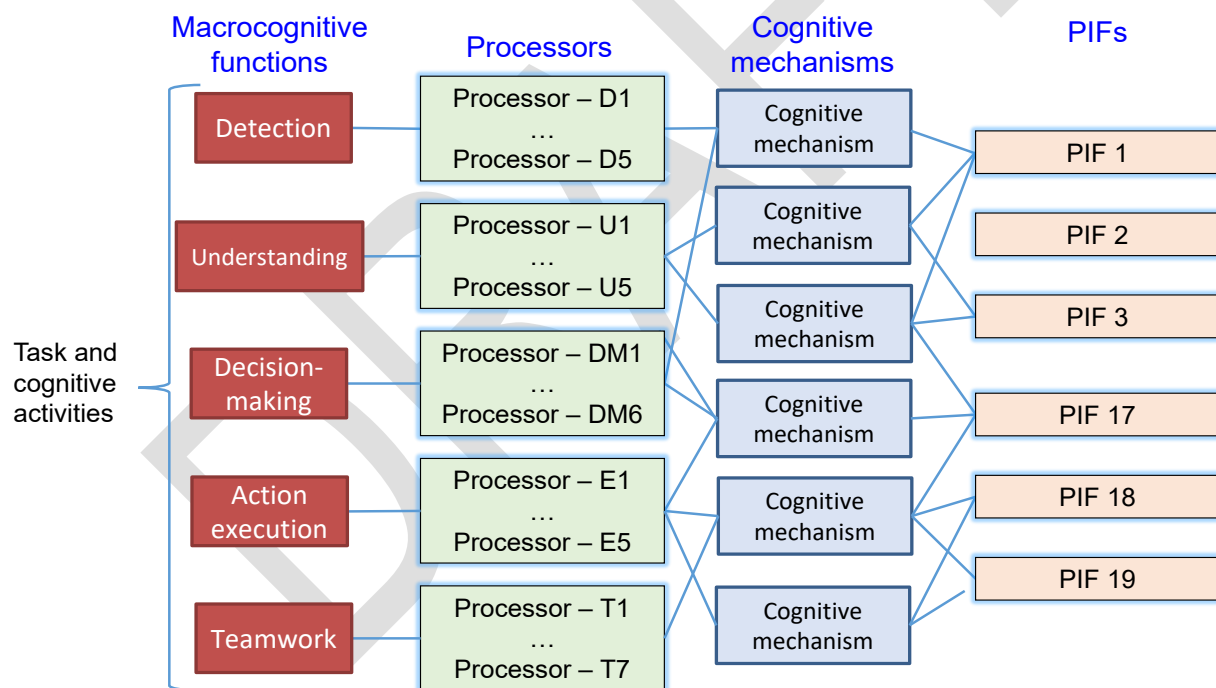 Macrocognitive
functions
Processors
Cognitive
mechanisms
PIFs
Task and
cognitive
activities
Detection
Understanding
Decision-
making
Action
execution
Teamwork
Processor – D1
…
Processor – D5
Processor – U1
…
Processor – U5
Processor – DM1
…
Processor – DM6
Processor – E1
…
Processor – E5
Processor – T1
…
Processor – T7
Cognitive
mechanism
Cognitive
mechanism
Cognitive
mechanism
Cognitive
mechanism
Cognitive
mechanism
Cognitive
mechanism
PIF 1
PIF 2
PIF 3
PIF 17
PIF 18
PIF 19